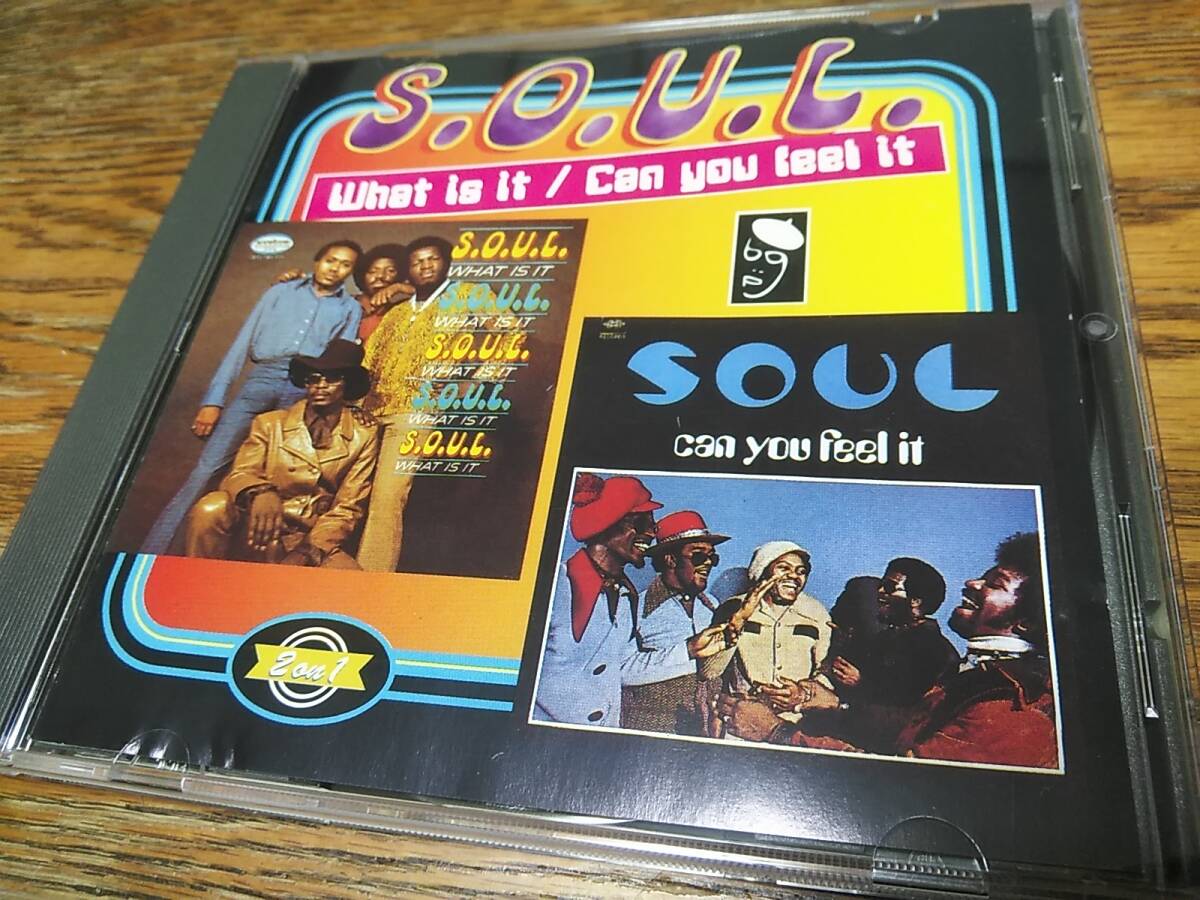 S.O.U.L.
What is it / Can you feel it
S.O.U.L.
WHAT IS IT
S.O.U.L.
WHAT IS IT
S.O.U.L.
WHAT IS IT
S.O.U.L.
WHAT IS IT
S.O.U.L.
WHAT IS IT
bg
SOUL
can you feel it
2 on 1